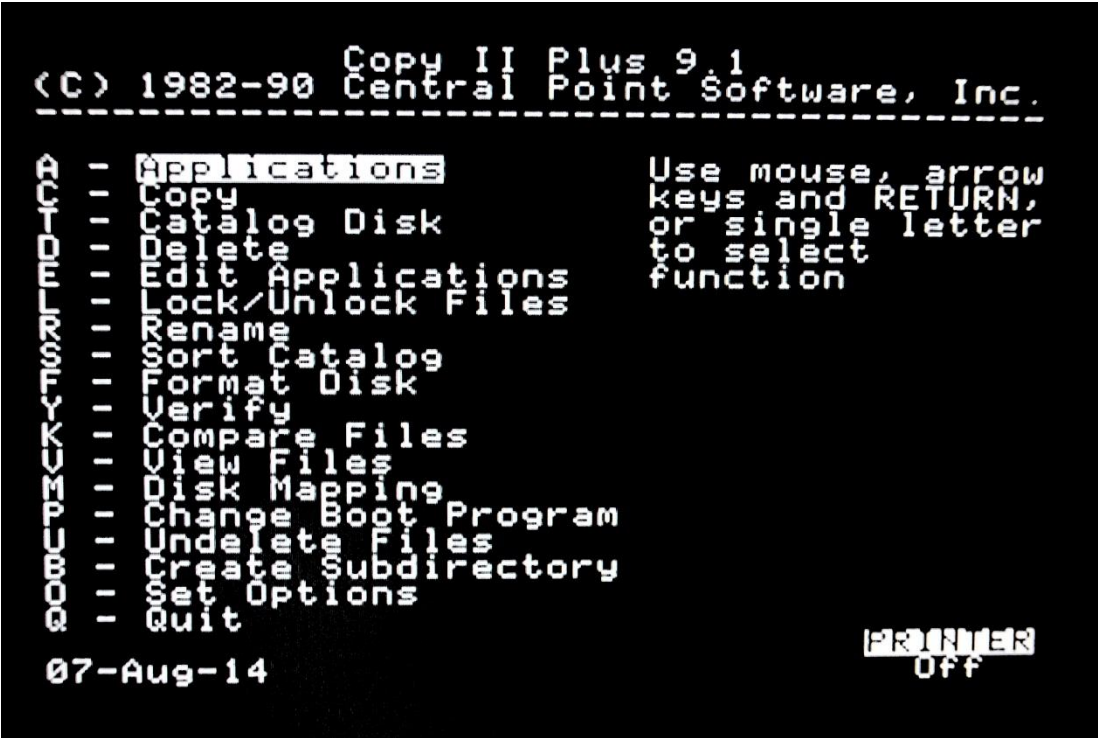 Copy II Plus 9.1
(C) 1982-90 Central Point Software, Inc.
----------------------------------------
A - Applications
C - Copy
T - Catalog Disk
D - Delete
E - Edit Applications
L - Lock/Unlock Files
R - Rename
S - Sort Catalog
F - Format Disk
Y - Verify
K - Compare Files
V - View Files
M - Disk Mapping
P - Change Boot Program
U - Undelete Files
B - Create Subdirectory
O - Set Options
Q - Quit
Use mouse, arrow
keys and RETURN,
or single letter
to select
function
07-Aug-14
PRINTER
Off